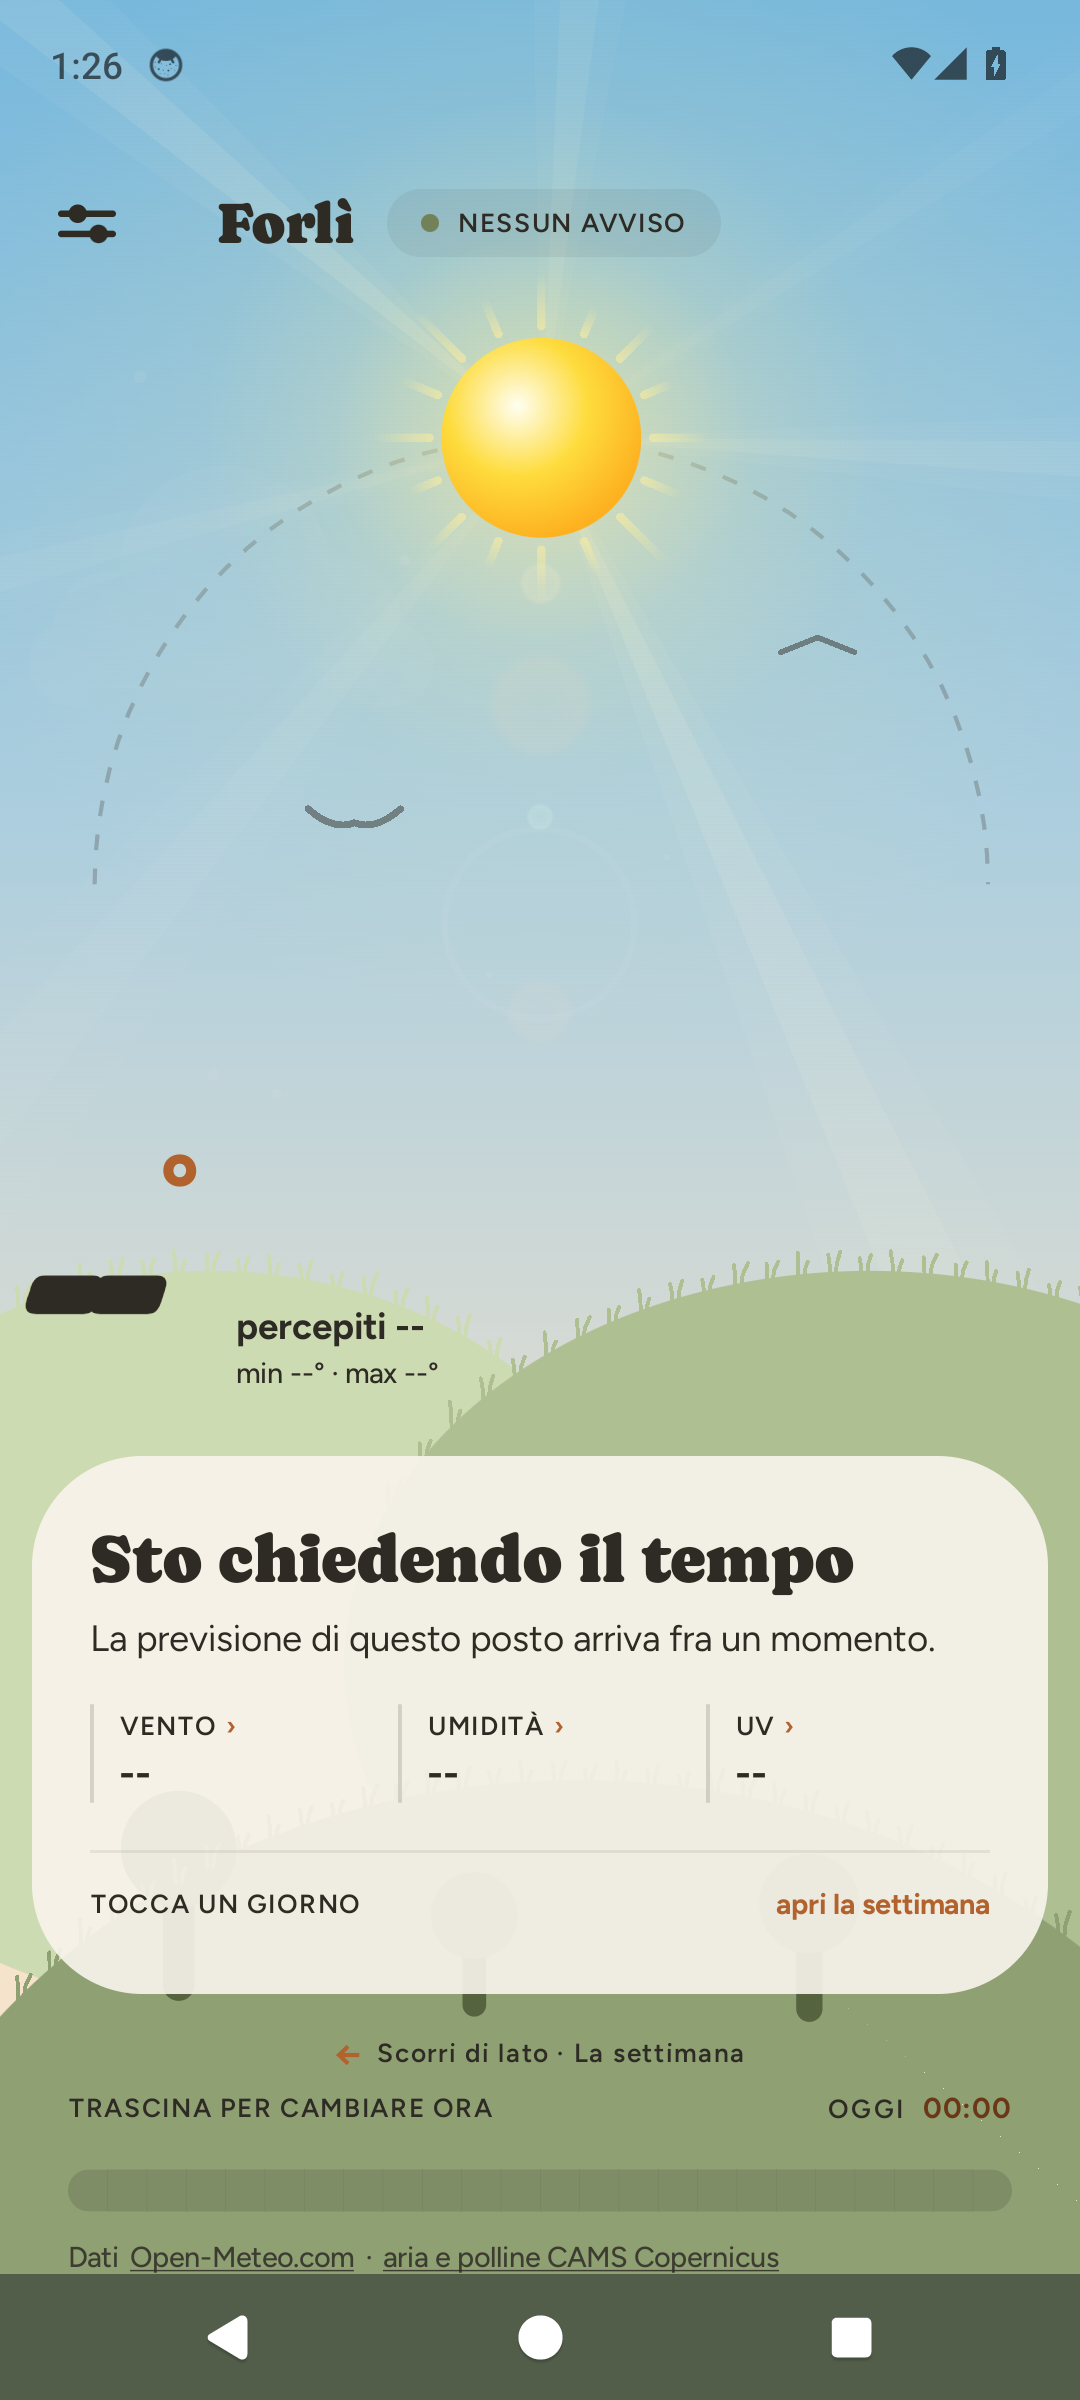 1:26
Forlì
NESSUN AVVISO
percepiti --
min --° · max --°
Sto chiedendo il tempo
La previsione di questo posto arriva fra un momento.
VENTO › UMIDITÀ › UV ›
-- -- --
TOCCA UN GIORNO apri la settimana
← Scorri di lato · La settimana
TRASCINA PER CAMBIARE ORA OGGI 00:00
Dati Open-Meteo.com · aria e polline CAMS Copernicus